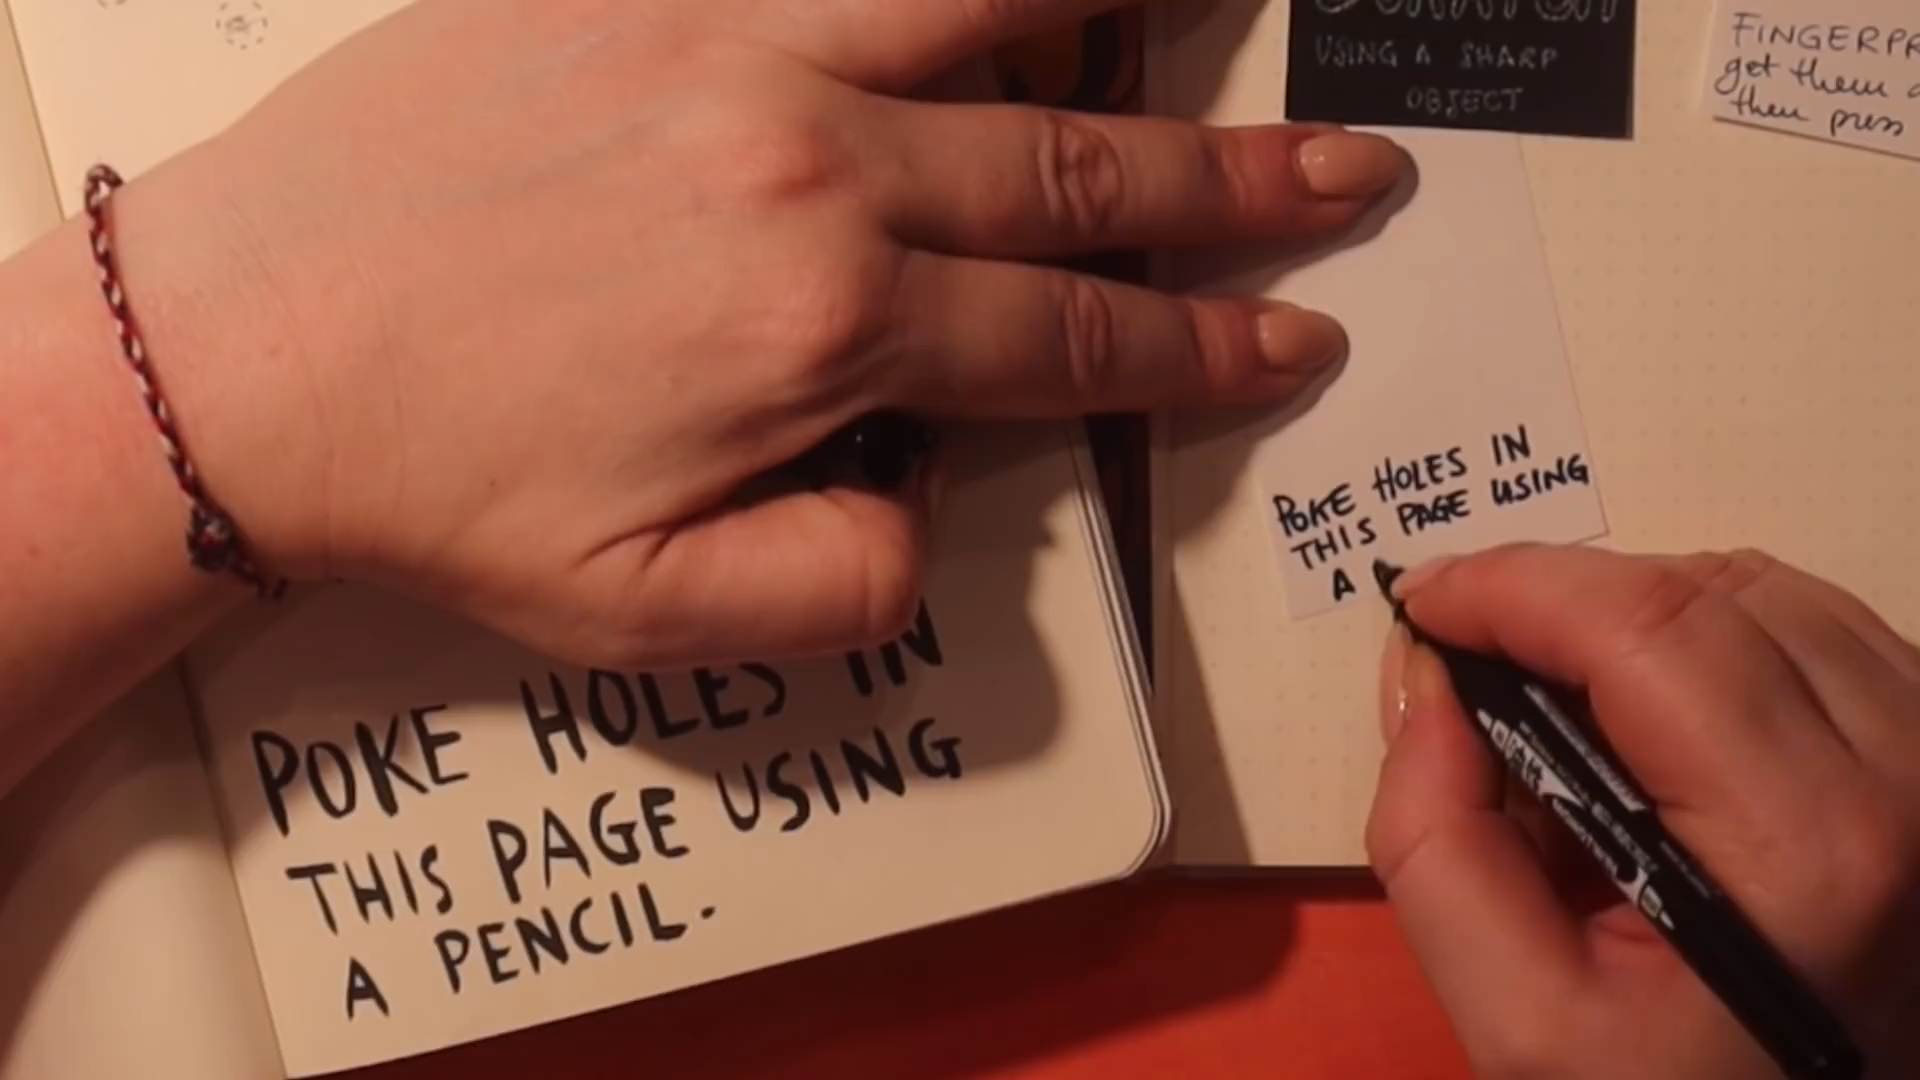 USING A SHARP
OBJECT
get them
then press
POKE HOLES IN
THIS PAGE USING
A
POKE HOLES IN
THIS PAGE USING
A PENCIL.